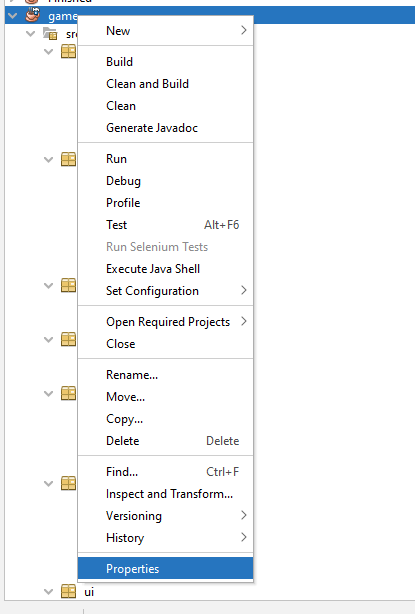 game
src
New
Build
Clean and Build
Clean
Generate Javadoc
Run
Debug
Profile
Test Alt+F6
Run Selenium Tests
Execute Java Shell
Set Configuration
Open Required Projects
Close
Rename...
Move...
Copy...
Delete Delete
Find... Ctrl+F
Inspect and Transform...
Versioning
History
Properties
ui